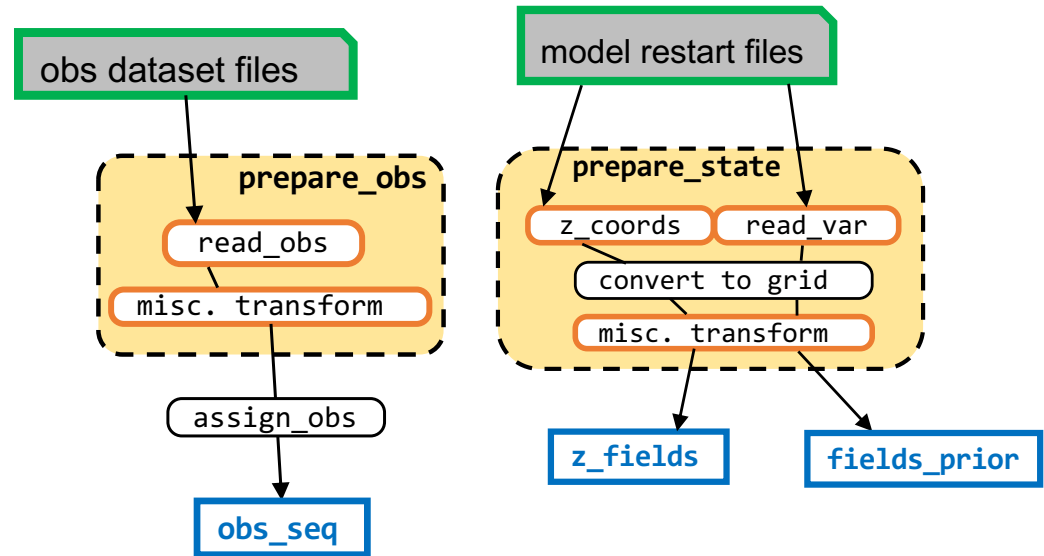 obs dataset files
prepare_obs
read_obs
misc. transform
assign_obs
obs_seq
model restart files
prepare_state
z_coords
read_var
convert to grid
misc. transform
z_fields
fields_prior